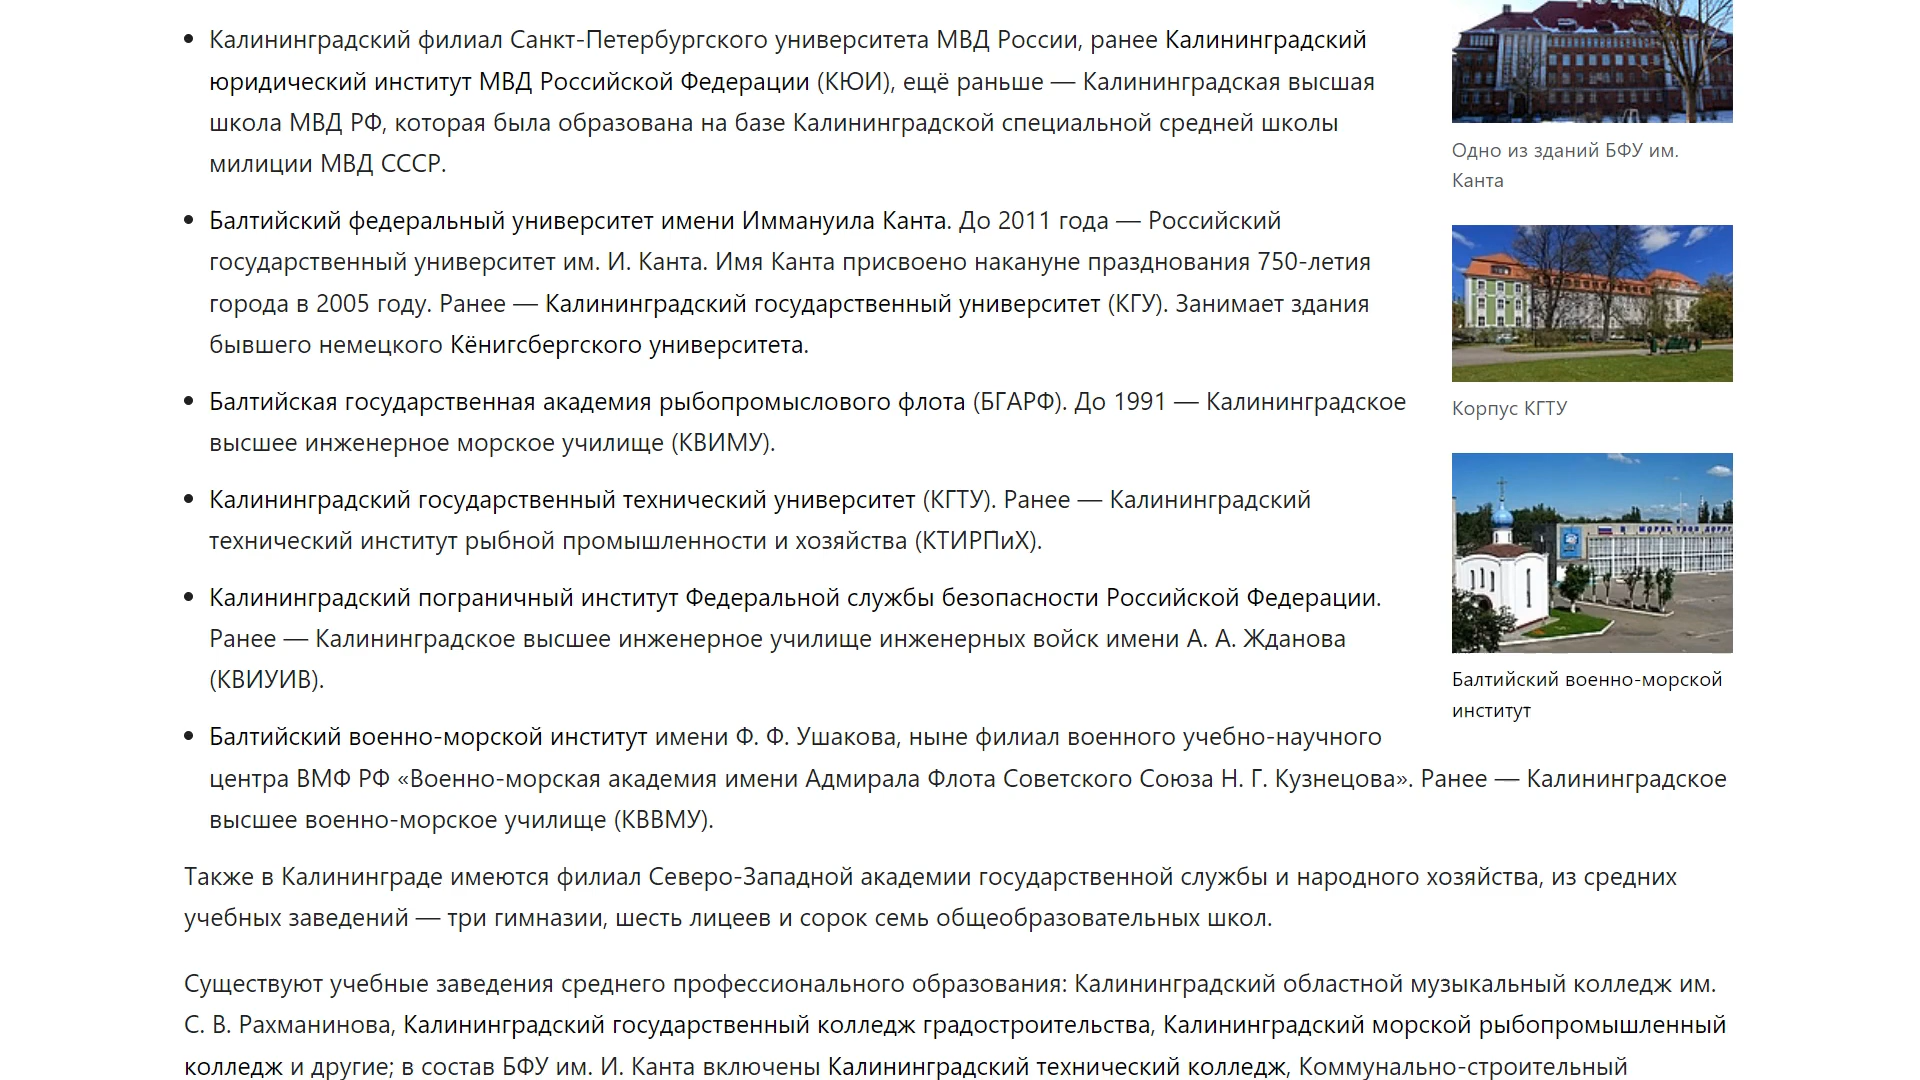 Калининградский филиал Санкт-Петербургского университета МВД России, ранее Калининградский
юридический институт МВД Российской Федерации (КЮИ), ещё раньше — Калининградская высшая
школа МВД РФ, которая была образована на базе Калининградской специальной средней школы
милиции МВД СССР.
Балтийский федеральный университет имени Иммануила Канта. До 2011 года — Российский
государственный университет им. И. Канта. Имя Канта присвоено накануне празднования 750-летия
города в 2005 году. Ранее — Калининградский государственный университет (КГУ). Занимает здания
бывшего немецкого Кёнигсбергского университета.
Балтийская государственная академия рыбопромыслового флота (БГАРФ). До 1991 — Калининградское
высшее инженерное морское училище (КВИМУ).
Калининградский государственный технический университет (КГТУ). Ранее — Калининградский
технический институт рыбной промышленности и хозяйства (КТИРПиХ).
Калининградский пограничный институт Федеральной службы безопасности Российской Федерации.
Ранее — Калининградское высшее инженерное училище инженерных войск имени А. А. Жданова
(КВИУИВ).
Балтийский военно-морской институт имени Ф. Ф. Ушакова, ныне филиал военного учебно-научного
центра ВМФ РФ «Военно-морская академия имени Адмирала Флота Советского Союза Н. Г. Кузнецова». Ранее — Калининградское
высшее военно-морское училище (КВВМУ).
Также в Калининграде имеются филиал Северо-Западной академии государственной службы и народного хозяйства, из средних
учебных заведений — три гимназии, шесть лицеев и сорок семь общеобразовательных школ.
Существуют учебные заведения среднего профессионального образования: Калининградский областной музыкальный колледж им.
С. В. Рахманинова, Калининградский государственный колледж градостроительства, Калининградский морской рыбопромышленный
колледж и другие; в состав БФУ им. И. Канта включены Калининградский технический колледж, Коммунально-строительный
Одно из зданий БФУ им.
Канта
Корпус КГТУ
Балтийский военно-морской
институт